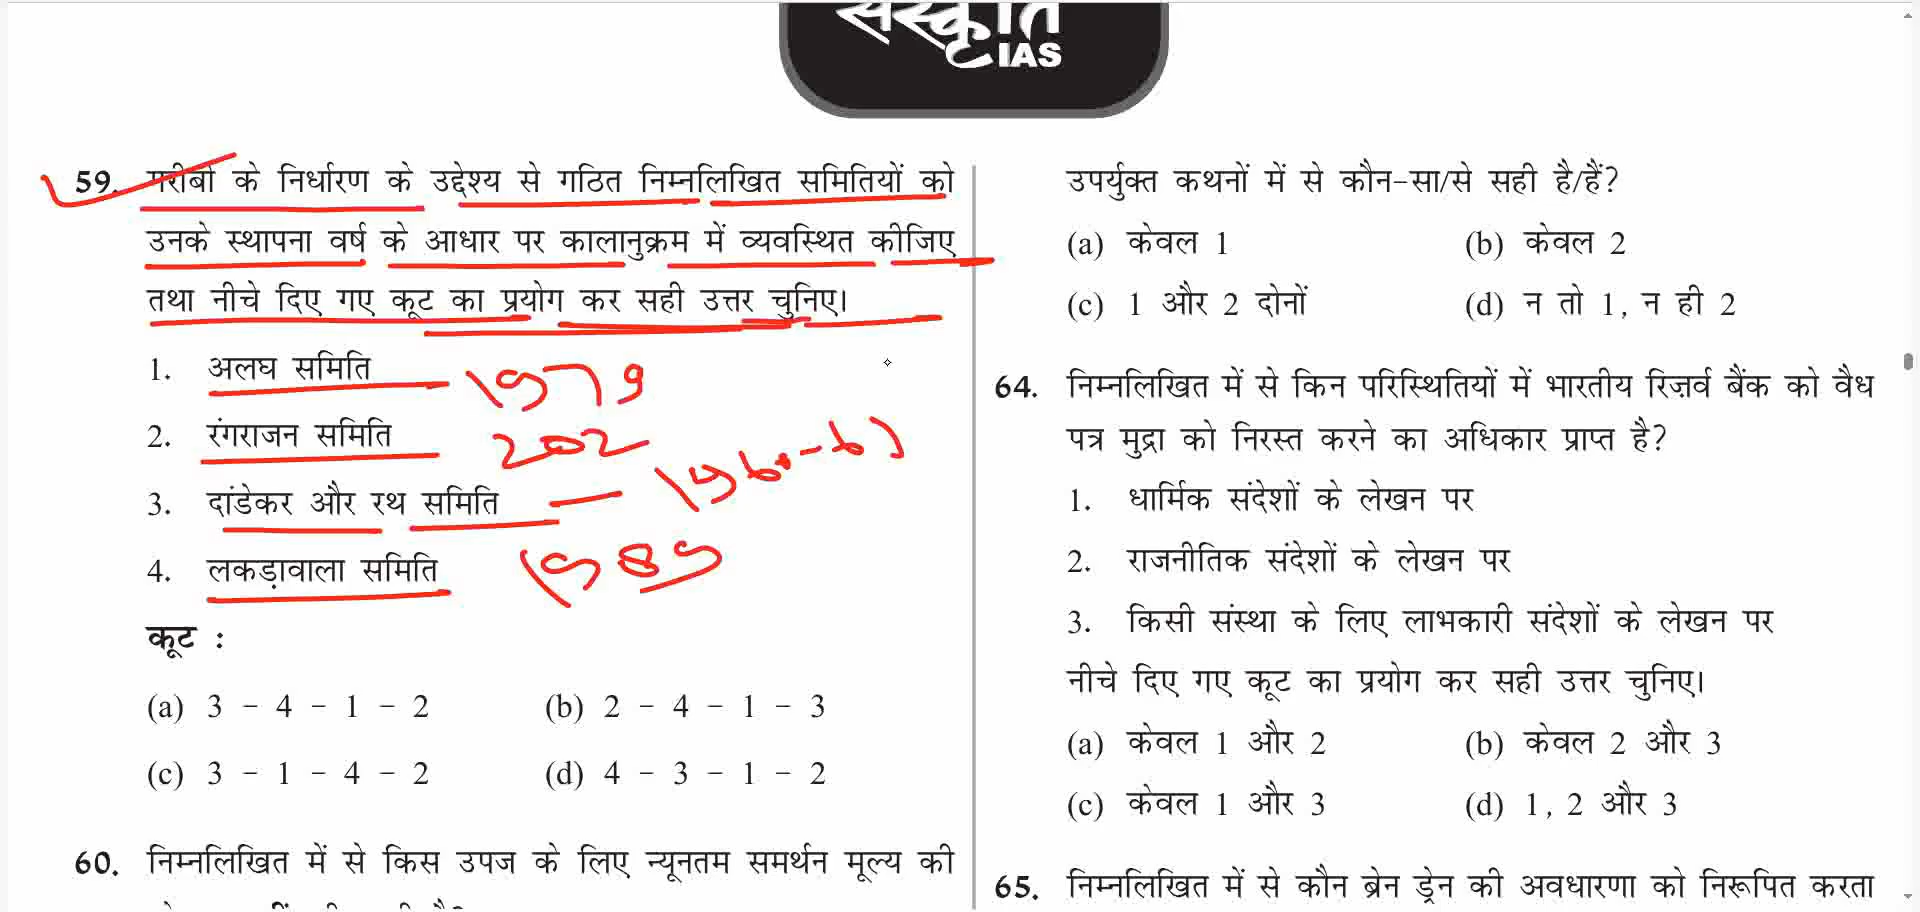 संस्कृति
IAS
59. गरीबी के निर्धारण के उद्देश्य से गठित निम्नलिखित समितियों को
उनके स्थापना वर्ष के आधार पर कालानुक्रम में व्यवस्थित कीजिए
तथा नीचे दिए गए कूट का प्रयोग कर सही उत्तर चुनिए।
1. अलघ समिति 1979
2. रंगराजन समिति 202
3. दांडेकर और रथ समिति
4. लकड़ावाला समिति 1989
कूट :
(a) 3 - 4 - 1 - 2 (b) 2 - 4 - 1 - 3
(c) 3 - 1 - 4 - 2 (d) 4 - 3 - 1 - 2
60. निम्नलिखित में से किस उपज के लिए न्यूनतम समर्थन मूल्य की
उपर्युक्त कथनों में से कौन-सा/से सही है/हैं?
(a) केवल 1 (b) केवल 2
(c) 1 और 2 दोनों (d) न तो 1, न ही 2
64. निम्नलिखित में से किन परिस्थितियों में भारतीय रिज़र्व बैंक को वैध
पत्र मुद्रा को निरस्त करने का अधिकार प्राप्त है?
1. धार्मिक संदेशों के लेखन पर
2. राजनीतिक संदेशों के लेखन पर
3. किसी संस्था के लिए लाभकारी संदेशों के लेखन पर
नीचे दिए गए कूट का प्रयोग कर सही उत्तर चुनिए।
(a) केवल 1 और 2 (b) केवल 2 और 3
(c) केवल 1 और 3 (d) 1, 2 और 3
65. निम्नलिखित में से कौन ब्रेन ड्रेन की अवधारणा को निरूपित करता